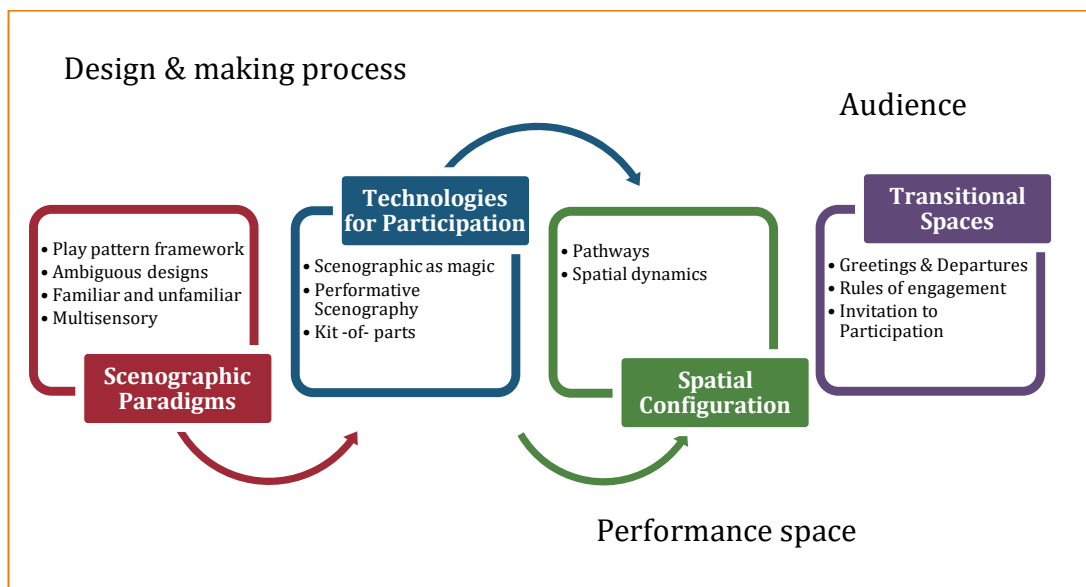 Design & making process
Audience
Scenographic
Paradigms
• Play pattern framework
• Ambiguous designs
• Familiar and unfamiliar
• Multisensory
Technologies
for Participation
• Scenographic as magic
• Performative
Scenography
• Kit -of- parts
• Pathways
• Spatial dynamics
Spatial
Configuration
Transitional
Spaces
• Greetings & Departures
• Rules of engagement
• Invitation to
Participation
Performance space